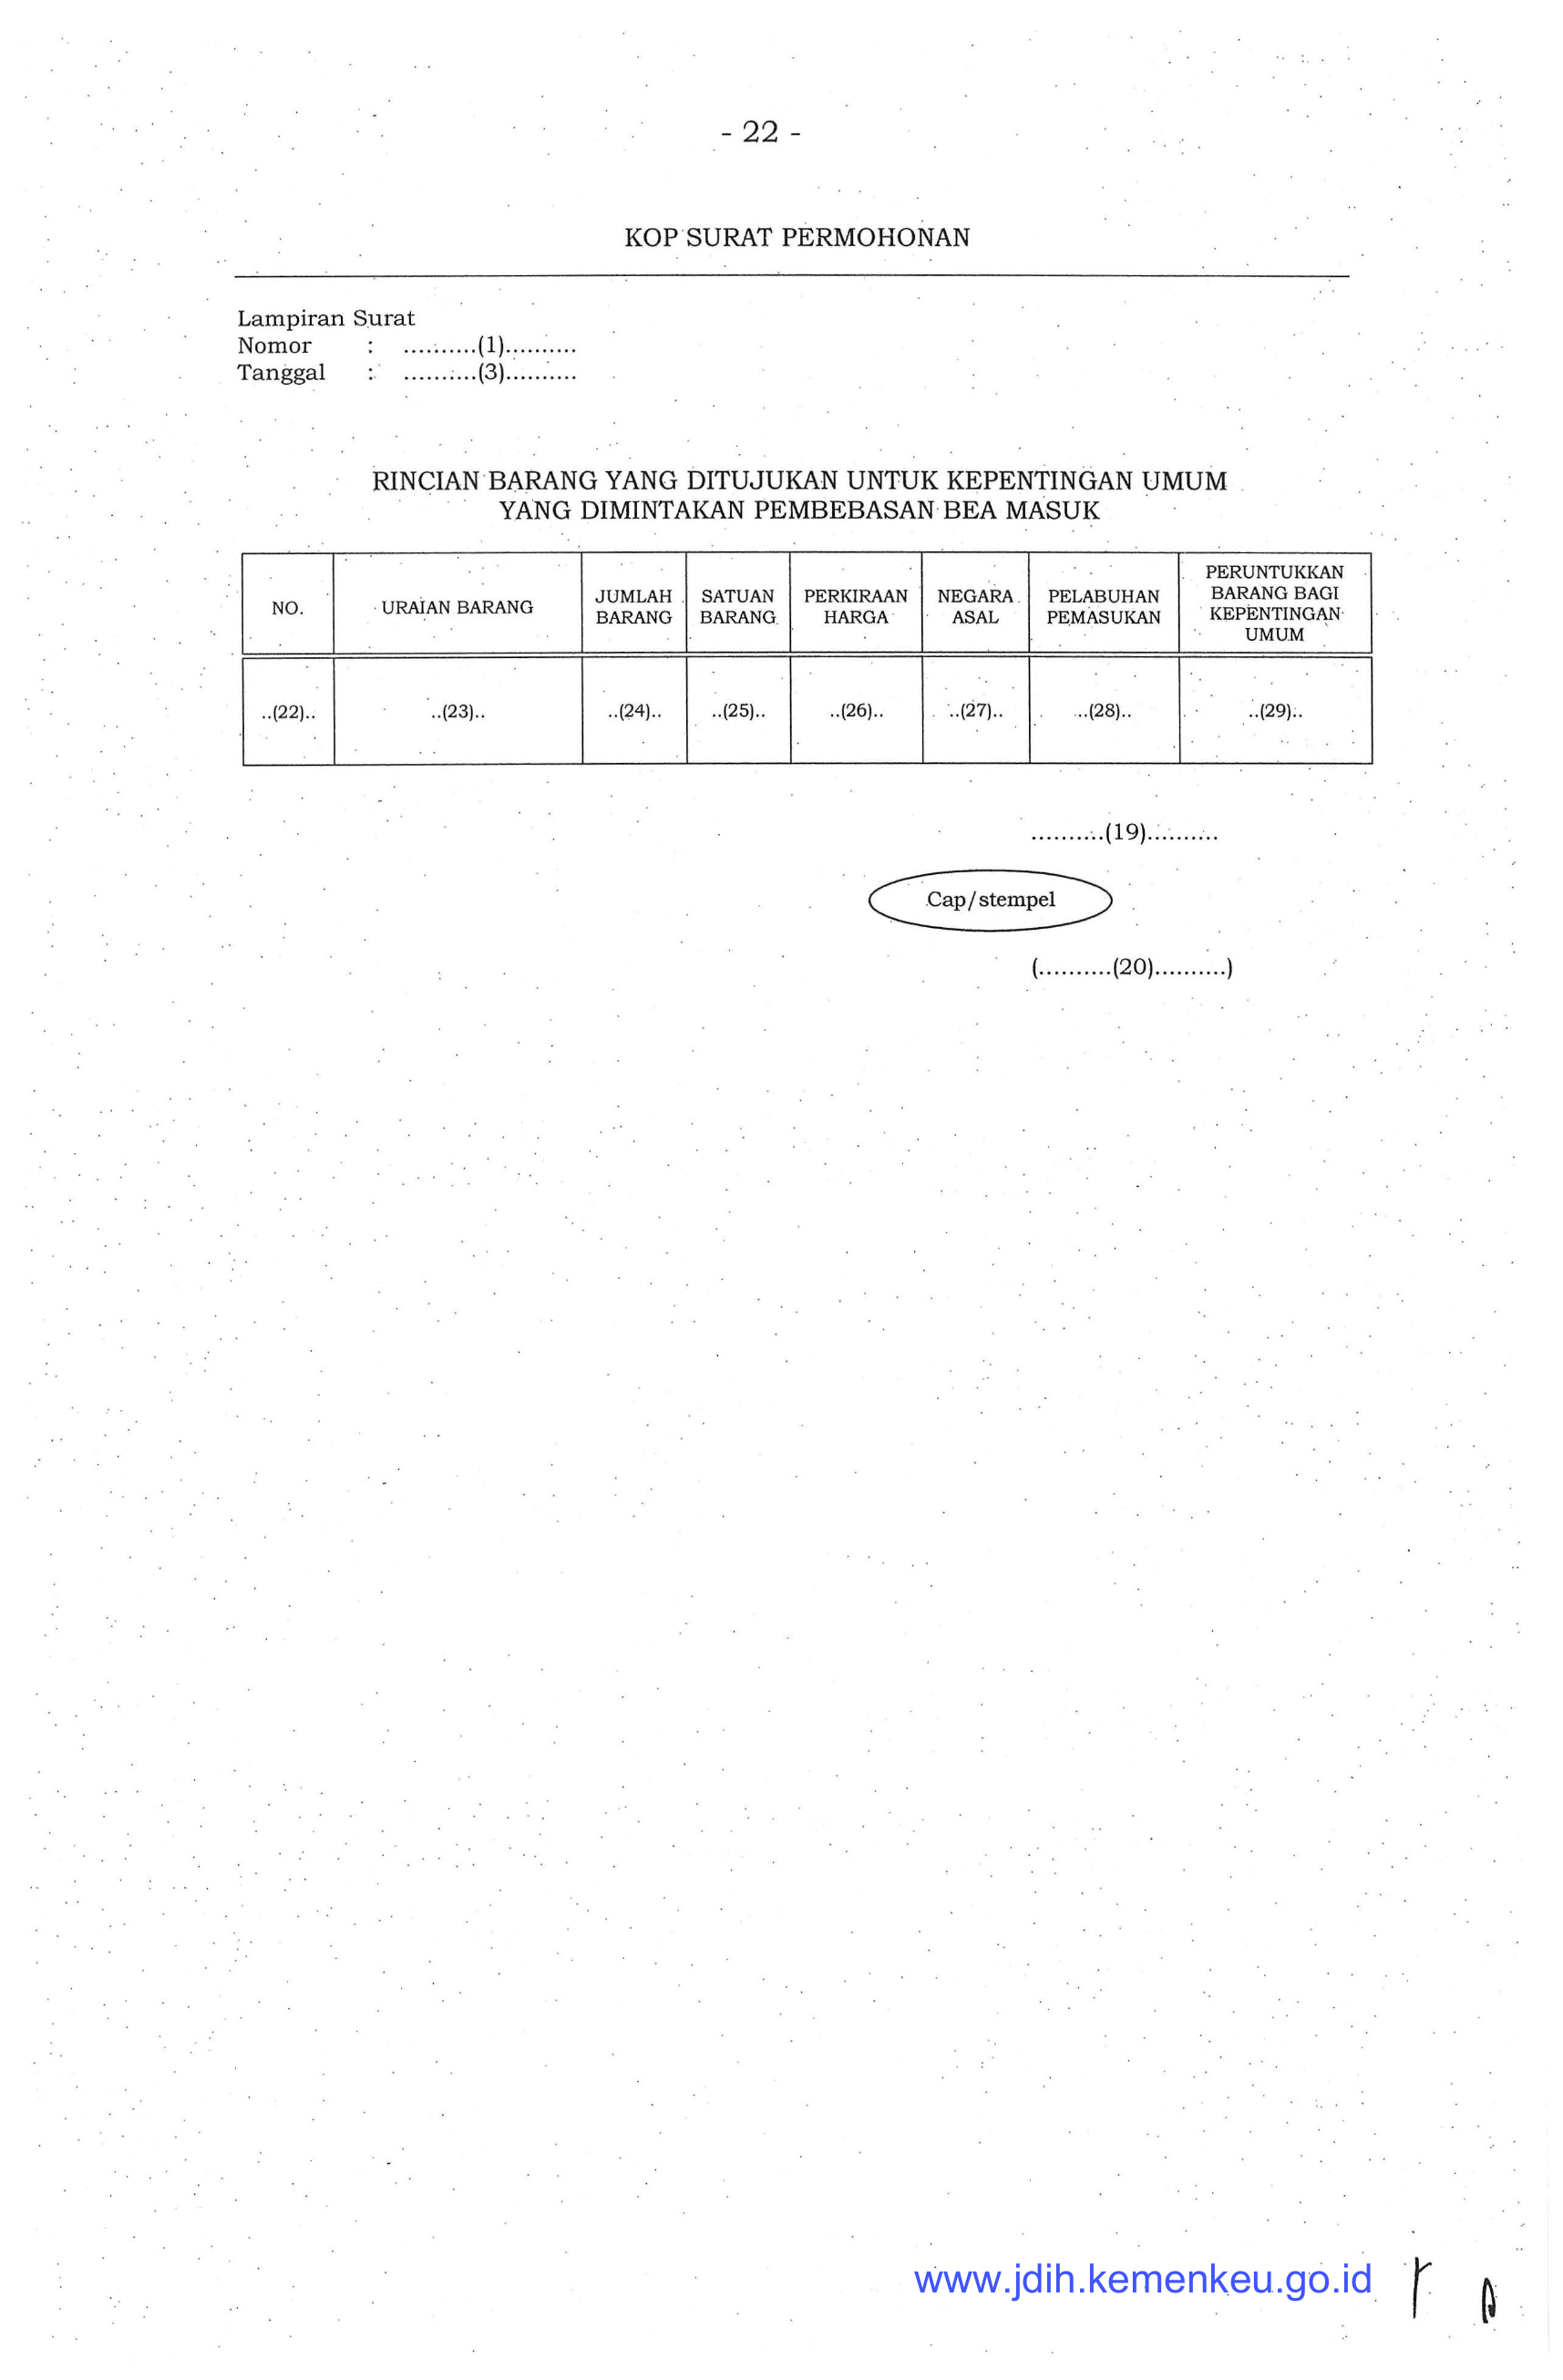 - 22 -
KOP SURAT PERMOHONAN
Lampiran Surat
Nomor : ..........(1)..........
Tanggal : ..........(3)..........
RINCIAN BARANG YANG DITUJUKAN UNTUK KEPENTINGAN UMUM
YANG DIMINTAKAN PEMBEBASAN BEA MASUK
NO. URAIAN BARANG JUMLAH BARANG SATUAN BARANG PERKIRAAN HARGA NEGARA ASAL PELABUHAN PEMASUKAN PERUNTUKKAN BARANG BAGI KEPENTINGAN UMUM
..(22).. ..(23).. ..(24).. ..(25).. ..(26).. ..(27).. ..(28).. ..(29)..
..........(19)..........
Cap/stempel
(..........(20)..........)
www.jdih.kemenkeu.go.id